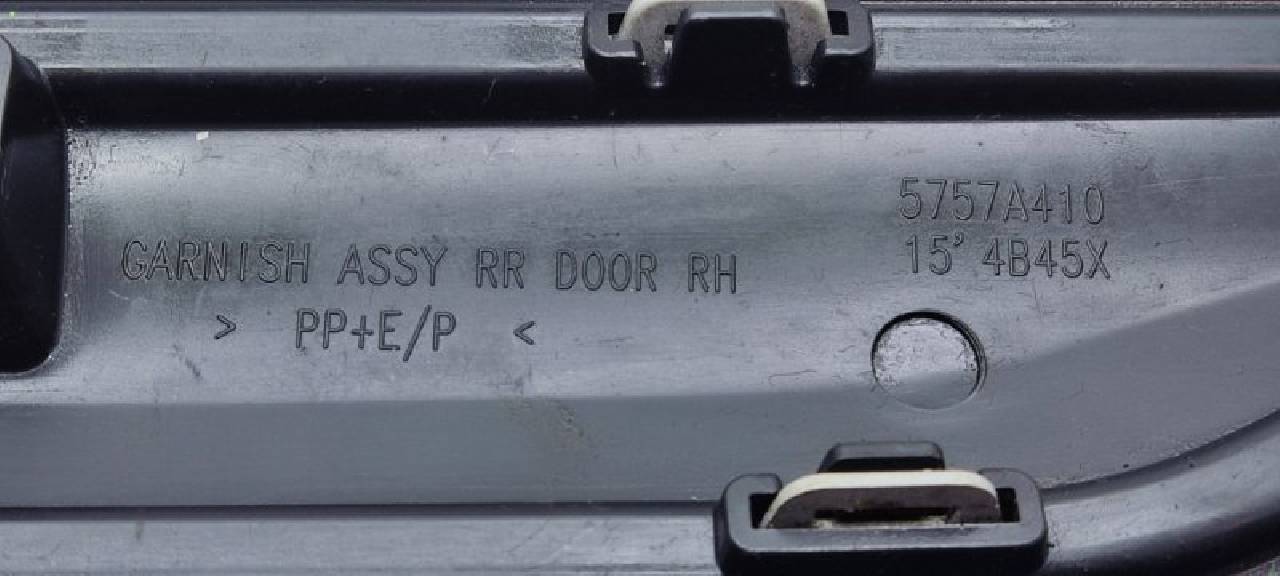 5757A410
15' 4B45X
GARNISH ASSY RR DOOR RH
> PP+E/P <